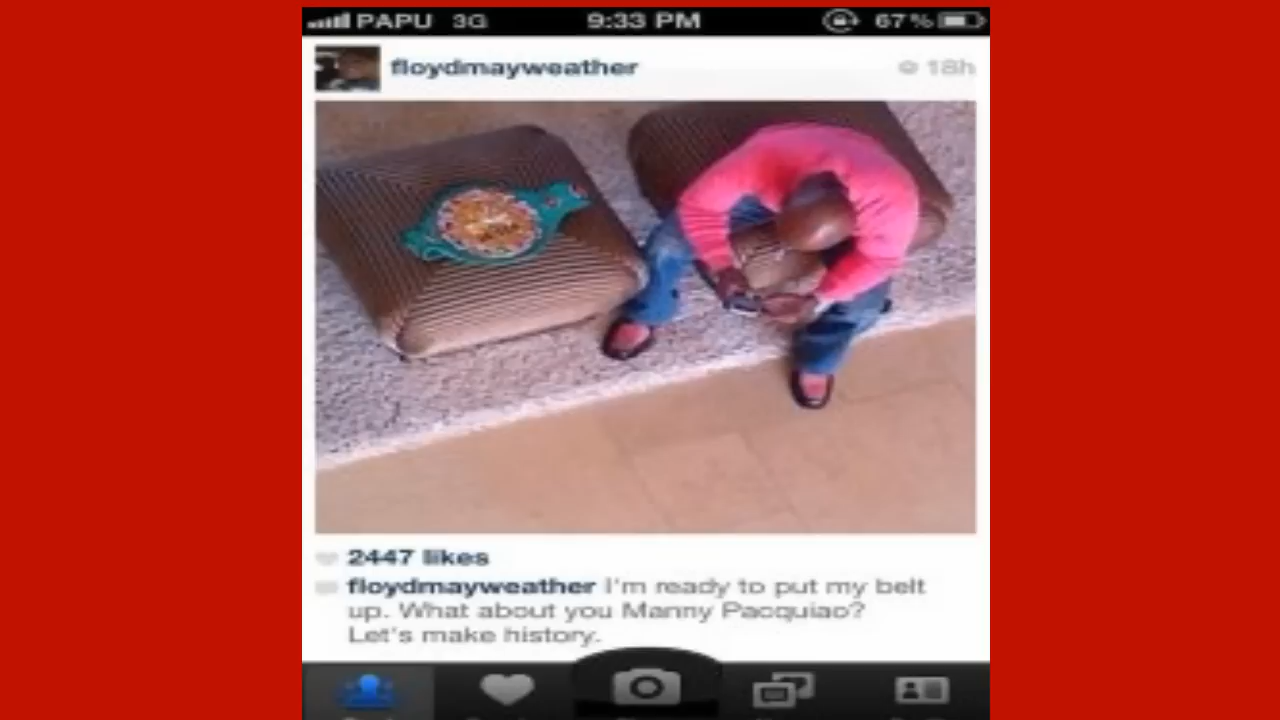 PAPU 3G 9:33 PM 67%
floydmayweather 18h
2447 likes
floydmayweather I'm ready to put my belt
up. What about you Manny Pacquiao?
Let's make history.